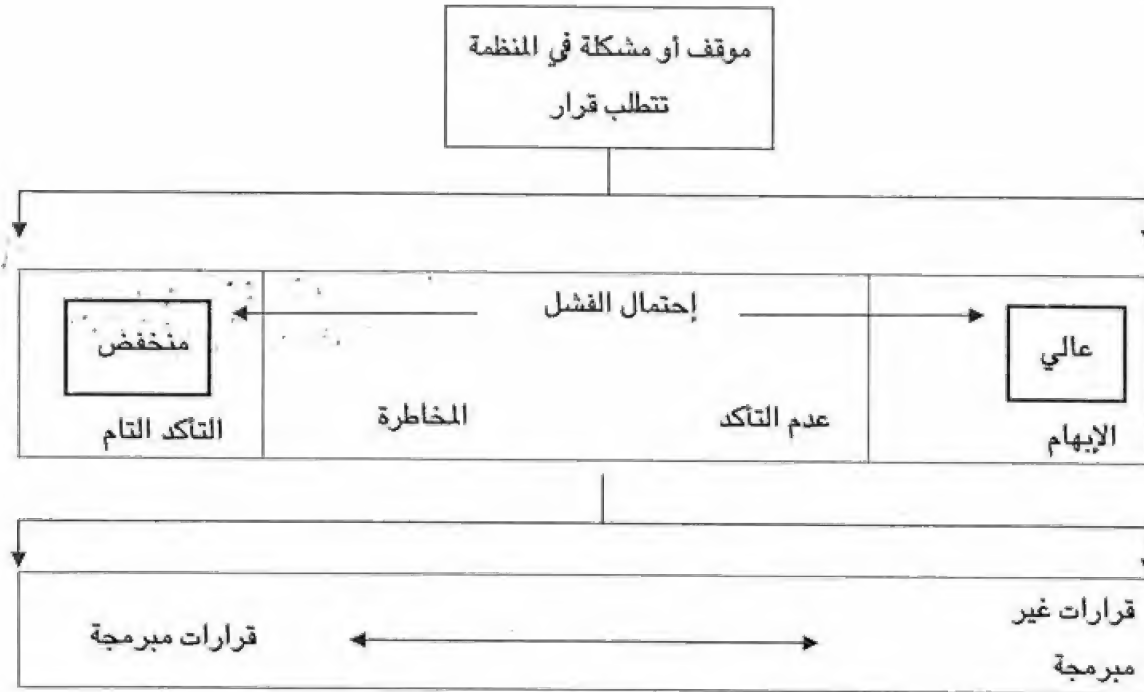 موقف أو مشكلة في المنظمة
تتطلب قرار
إحتمال الفشل
عالي
منخفض
الإبهام
عدم التأكد
المخاطرة
التأكد التام
قرارات غير
مبرمجة
قرارات مبرمجة